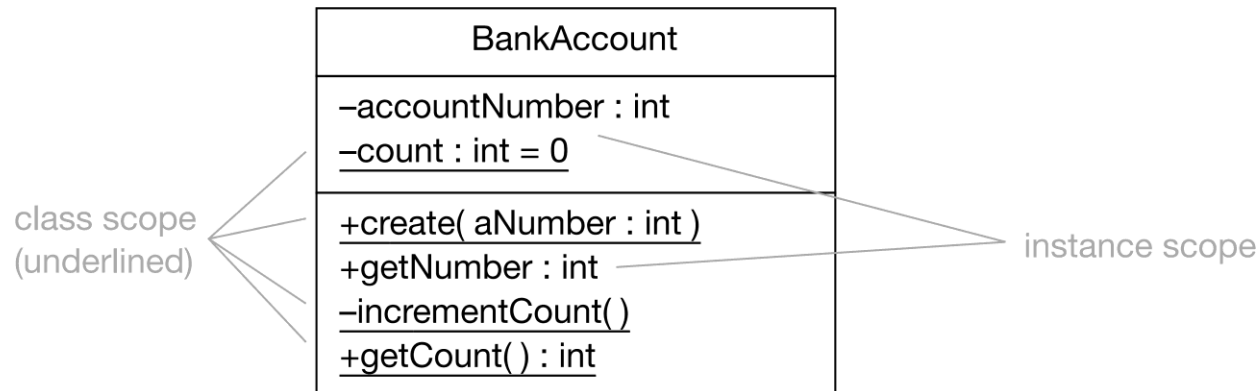 BankAccount
–accountNumber : int
–count : int = 0
class scope
(underlined)
+create( aNumber : int )
+getNumber : int
–incrementCount( )
+getCount( ) : int
instance scope